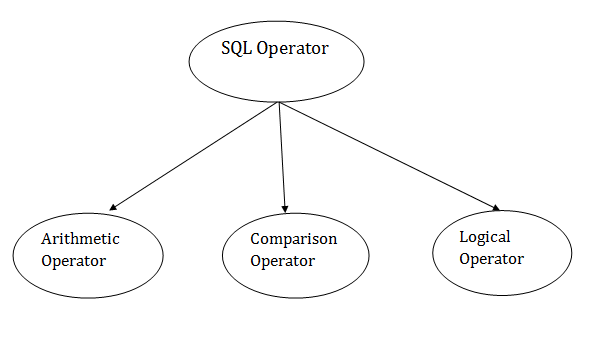 SQL Operator
Arithmetic
Operator
Comparison
Operator
Logical
Operator